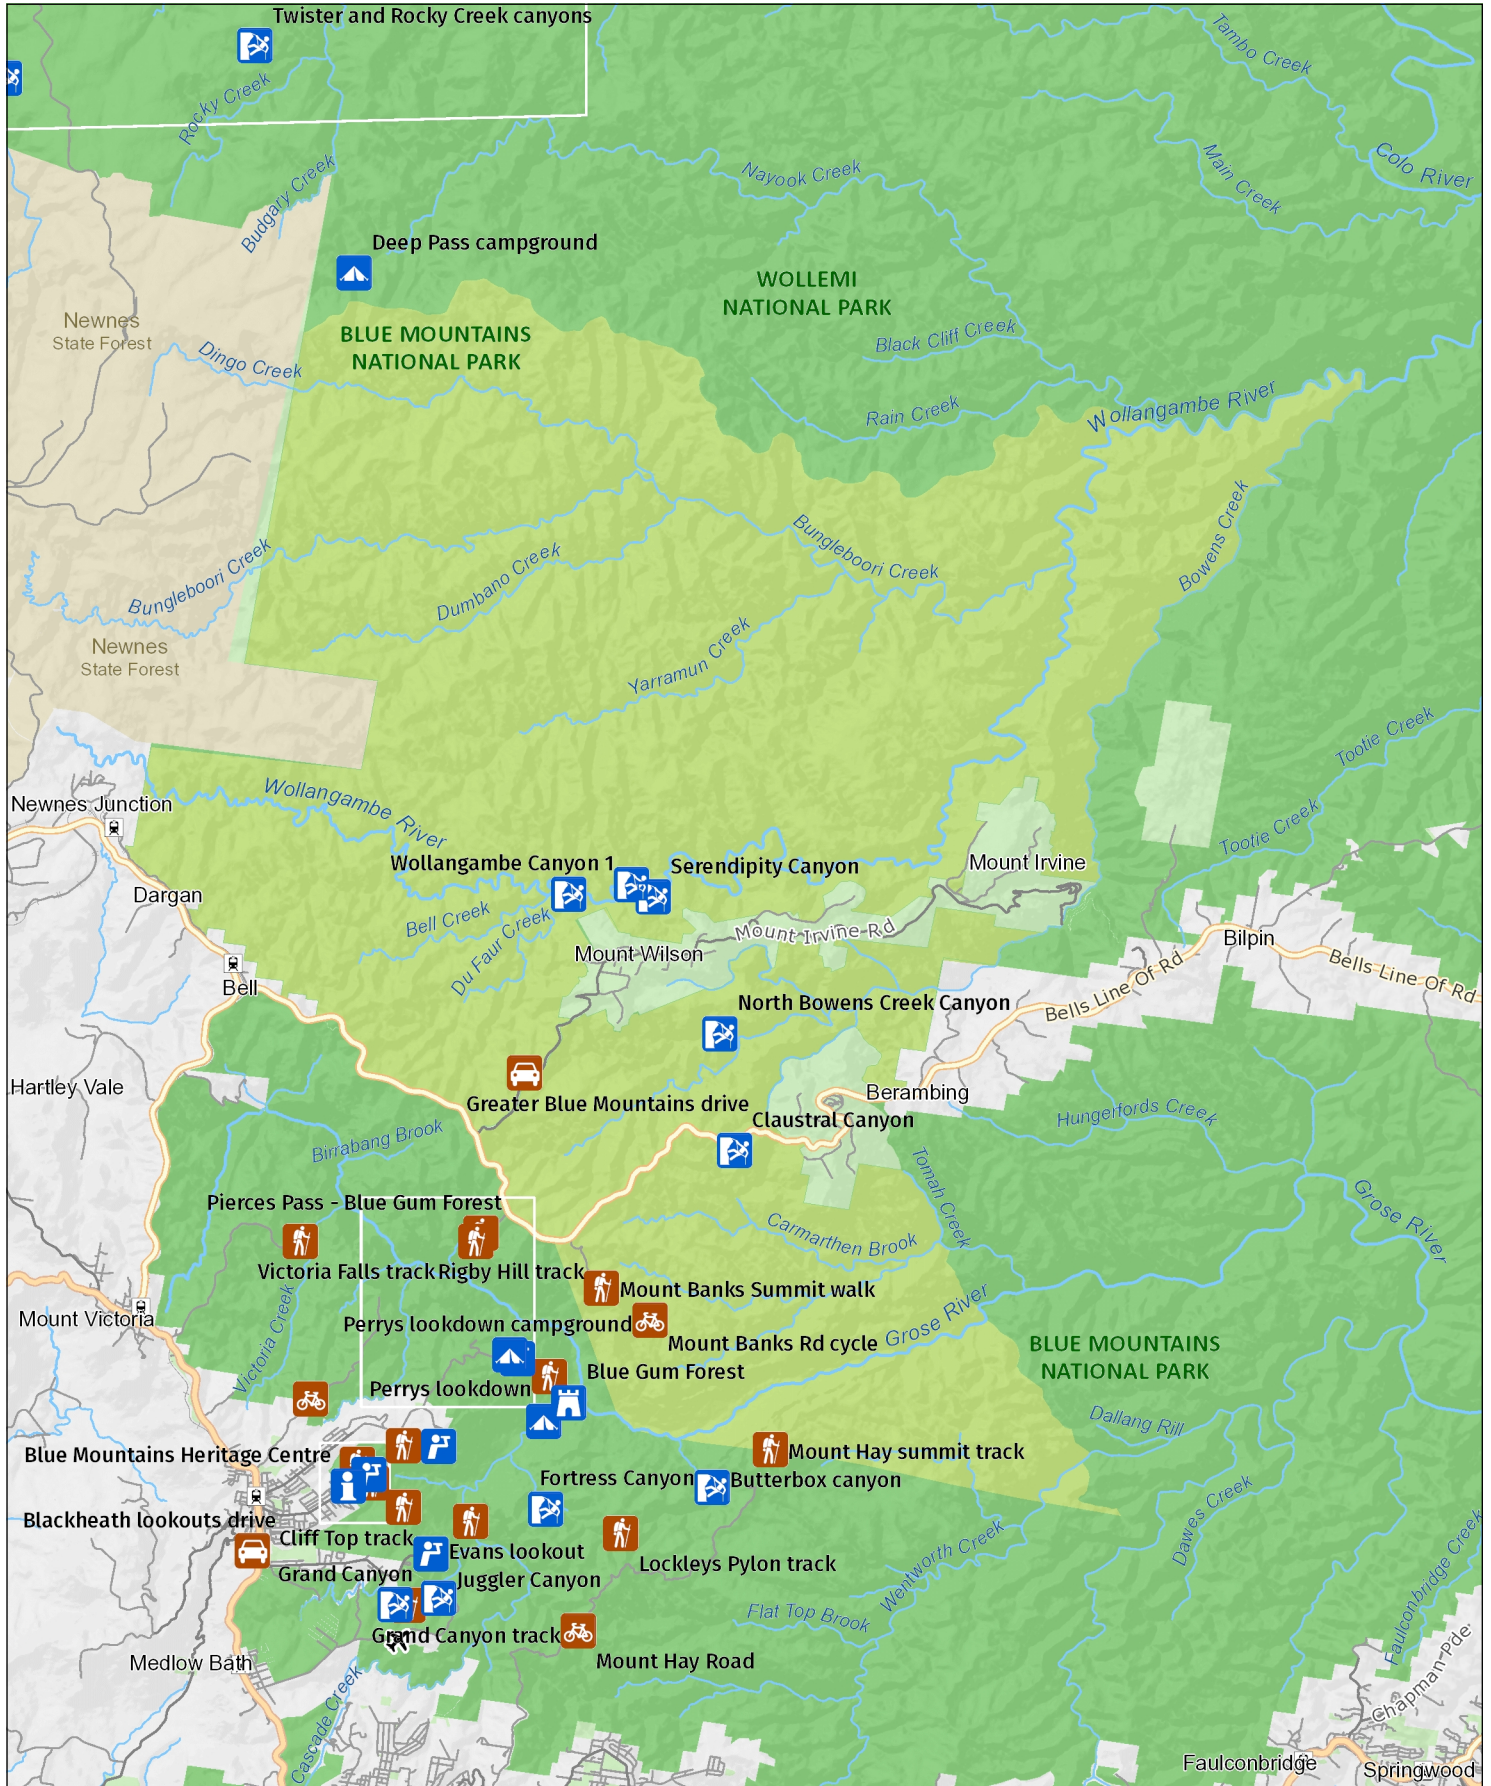 Twister and Rocky Creek canyons
Tambo Creek
Rocky Creek
Colo River
Main Creek
Nayook Creek
Budgary Creek
Deep Pass campground
WOLLEMI
NATIONAL PARK
Newnes
State Forest
BLUE MOUNTAINS
NATIONAL PARK
Black Cliff Creek
Dingo Creek
Rain Creek
Wollangambe River
Bowens Creek
Bungleboori Creek
Bungleboori Creek
Dumbano Creek
Newnes
State Forest
Yarramun Creek
Tootie Creek
Wollangambe River
Newnes Junction
Tootie Creek
Wollangambe Canyon 1
Serendipity Canyon
Mount Irvine
Dargan
Bell Creek
Du Faur Creek
Mount Irvine Rd
Mount Wilson
Bilpin
Bells Line Of Rd
Bells Line Of Rd
Bell
North Bowens Creek Canyon
Hartley Vale
Berambing
Greater Blue Mountains drive
Claustral Canyon
Hungerfords Creek
Birrabang Brook
Tomah Creek
Pierces Pass - Blue Gum Forest
Grose River
Carmarthen Brook
Victoria Falls track
Rigby Hill track
Mount Banks Summit walk
Mount Victoria
Victoria Creek
Perrys lookdown campground
Grose River
Mount Banks Rd cycle
BLUE MOUNTAINS
NATIONAL PARK
Blue Gum Forest
Perrys lookdown
Dallang Rill
Blue Mountains Heritage Centre
Mount Hay summit track
Fortress Canyon
Butterbox canyon
Dawes Creek
Blackheath lookouts drive
Cliff Top track
Evans lookout
Lockleys Pylon track
Wentworth Creek
Faulconbridge Creek
Grand Canyon
Juggler Canyon
Flat Top Brook
Grand Canyon track
Mount Hay Road
Medlow Bath
Chapman Pde
Cascade Creek
Faulconbridge
Springwood